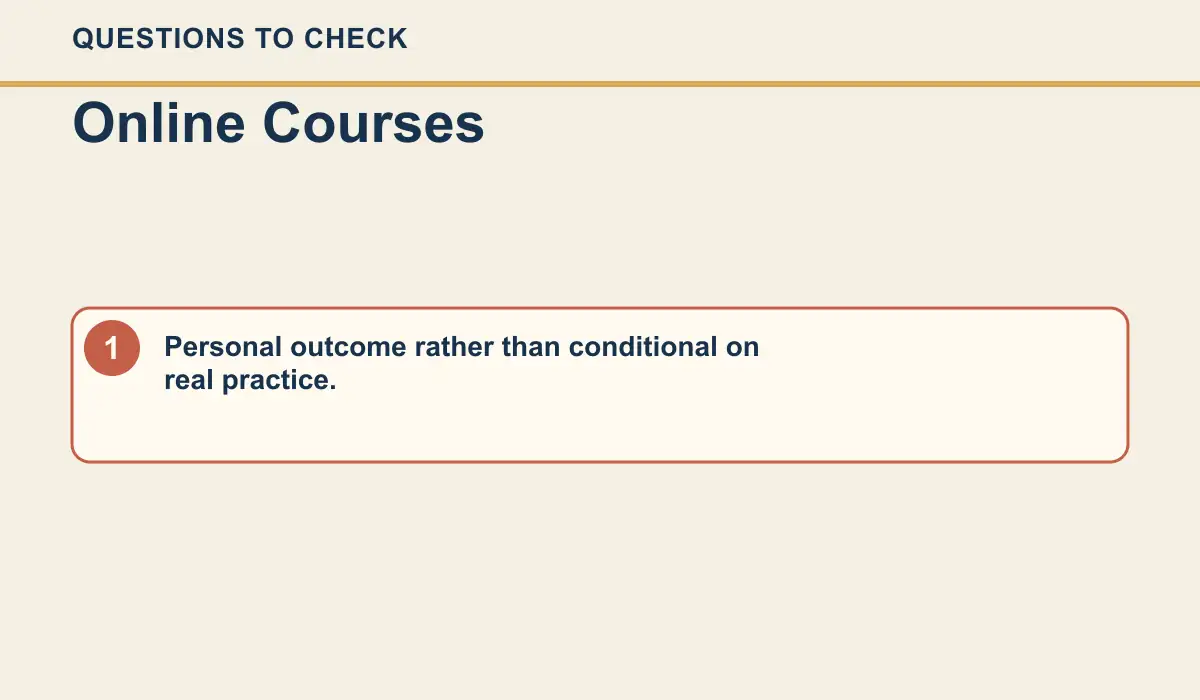 QUESTIONS TO CHECK
Online Courses
1
Personal outcome rather than conditional on
real practice.